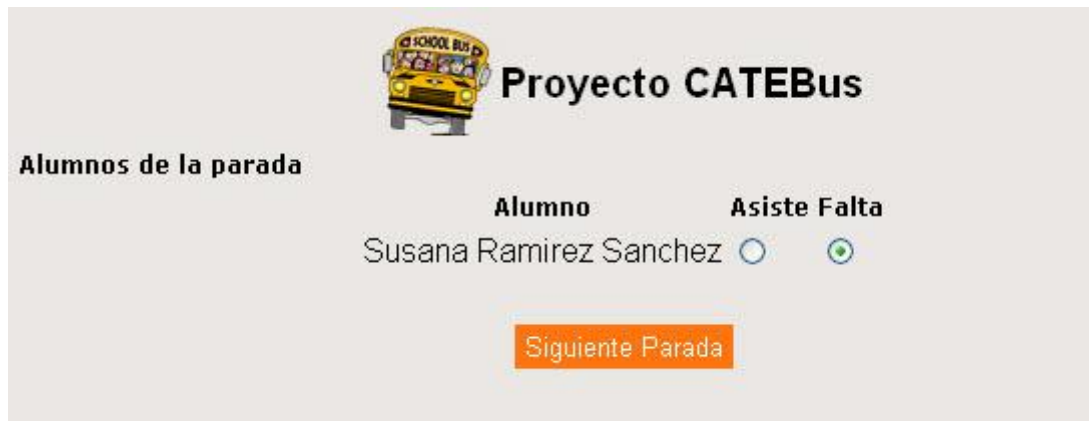 SCHOOL BUS
Proyecto CATEBus
Alumnos de la parada
Alumno Asiste Falta
Susana Ramirez Sanchez
Siguiente Parada